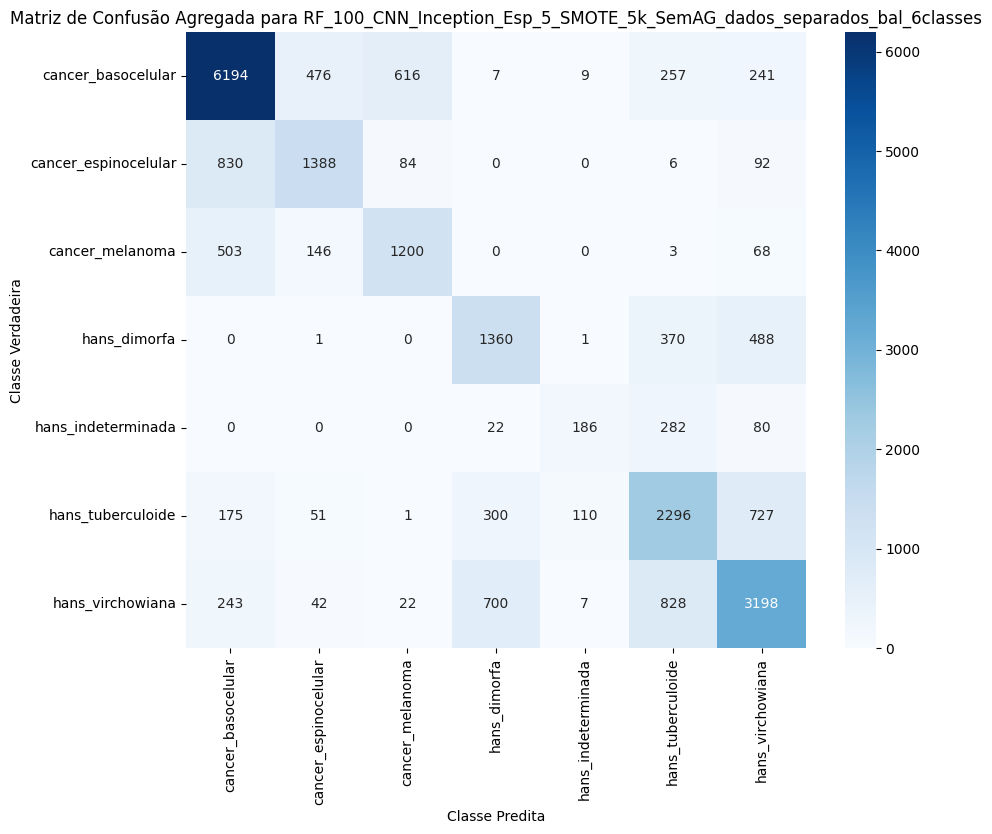 Matriz de Confusão Agregada para RF_100_CNN_Inception_Esp_5_SMOTE_5k_SemAG_dados_separados_bal_6classes
cancer_basocelular 6194 476 616 7 9 257 241
cancer_espinocelular 830 1388 84 0 0 6 92
cancer_melanoma 503 146 1200 0 0 3 68
hans_dimorfa 0 1 0 1360 1 370 488
hans_indeterminada 0 0 0 22 186 282 80
hans_tuberculoide 175 51 1 300 110 2296 727
hans_virchowiana 243 42 22 700 7 828 3198
Classe Verdadeira
cancer_basocelular
cancer_espinocelular
cancer_melanoma
hans_dimorfa
hans_indeterminada
hans_tuberculoide
hans_virchowiana
Classe Predita
6000
5000
4000
3000
2000
1000
0